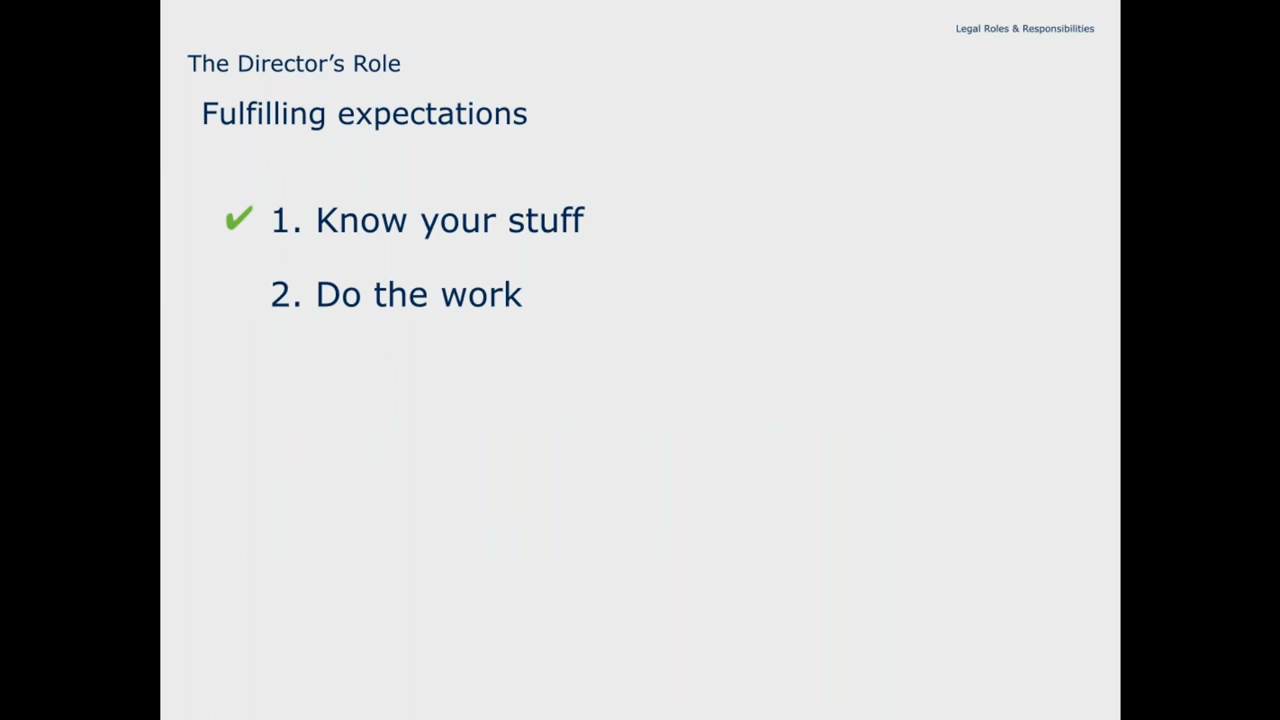 Legal Roles & Responsibilities
The Director’s Role
Fulfilling expectations
✔ 1. Know your stuff
2. Do the work